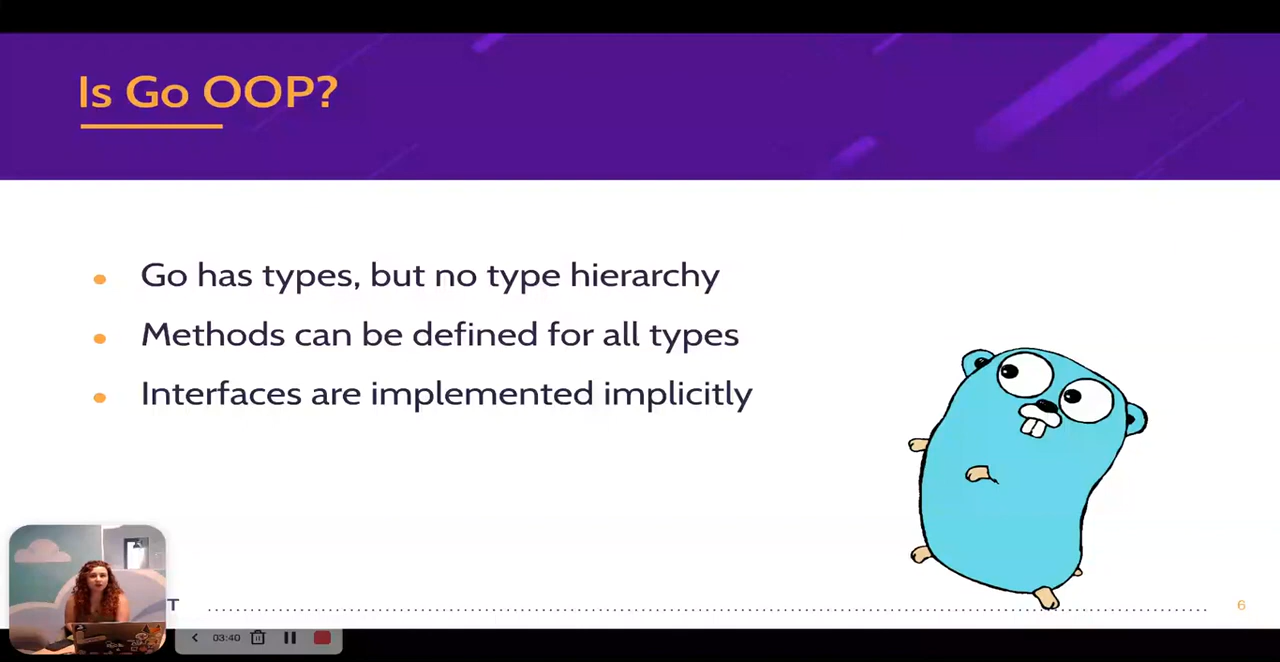 Is Go OOP?
Go has types, but no type hierarchy
Methods can be defined for all types
Interfaces are implemented implicitly
T
6
03:40